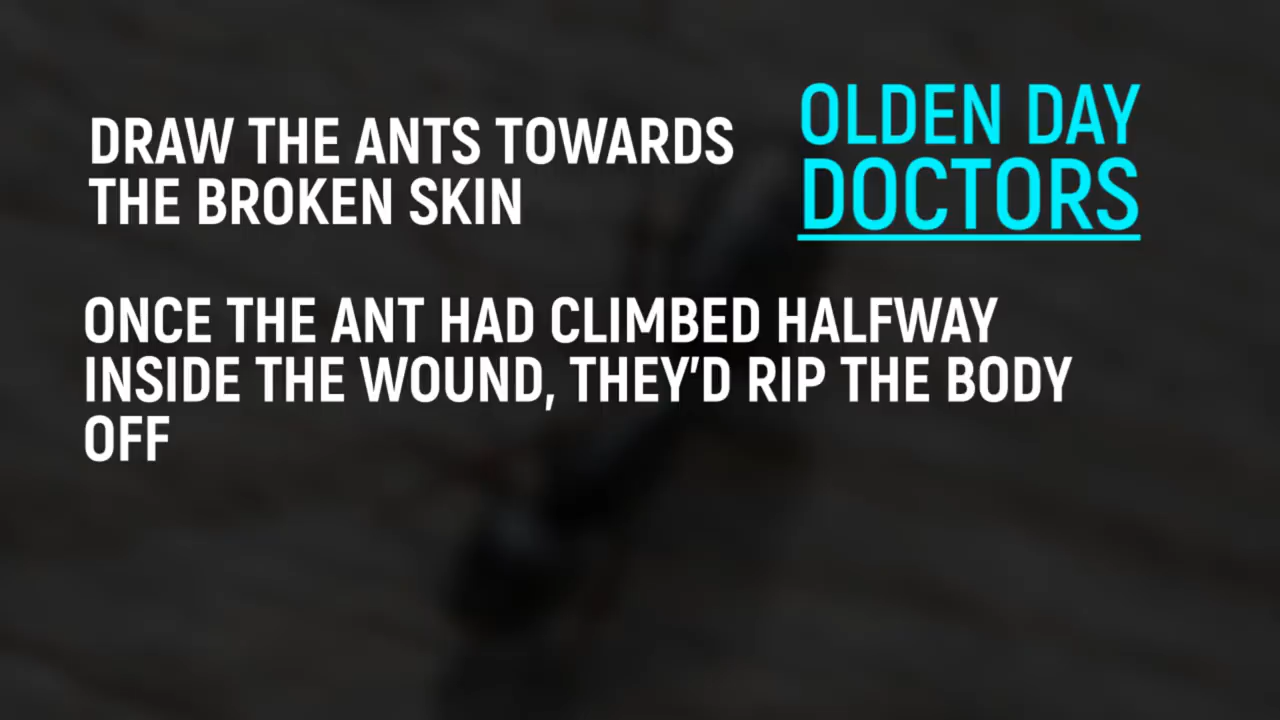 OLDEN DAY
DOCTORS
DRAW THE ANTS TOWARDS
THE BROKEN SKIN
ONCE THE ANT HAD CLIMBED HALFWAY
INSIDE THE WOUND, THEY'D RIP THE BODY
OFF